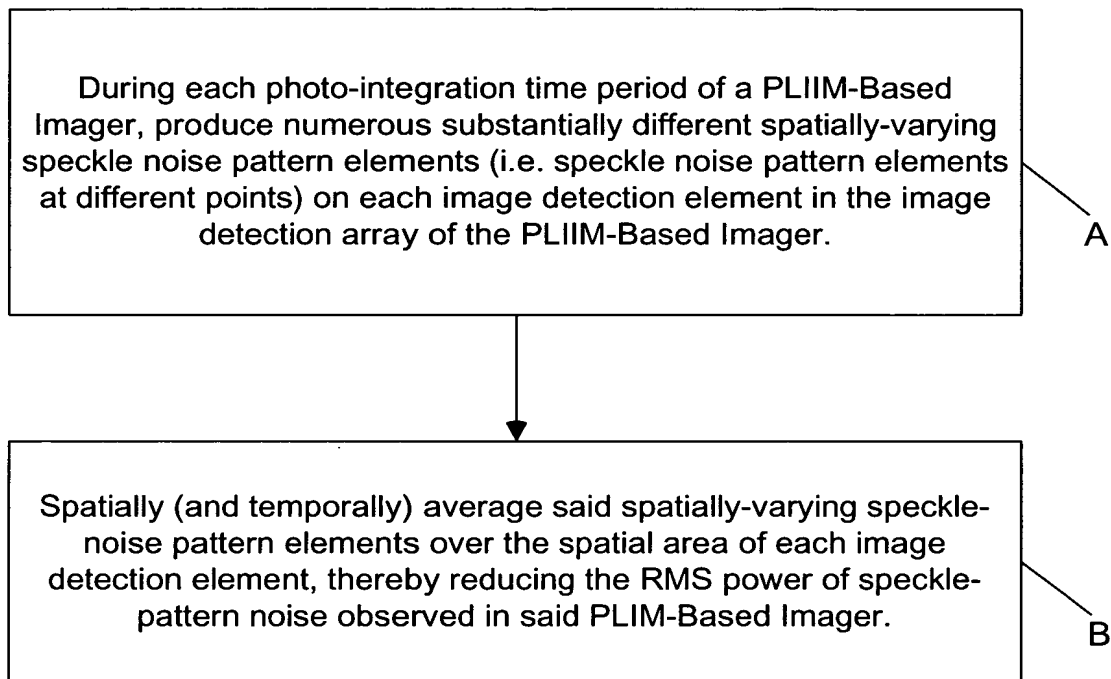 During each photo-integration time period of a PLIIM-Based
Imager, produce numerous substantially different spatially-varying
speckle noise pattern elements (i.e. speckle noise pattern elements
at different points) on each image detection element in the image
detection array of the PLIIM-Based Imager.
A
Spatially (and temporally) average said spatially-varying speckle-
noise pattern elements over the spatial area of each image
detection element, thereby reducing the RMS power of speckle-
pattern noise observed in said PLIM-Based Imager.
B